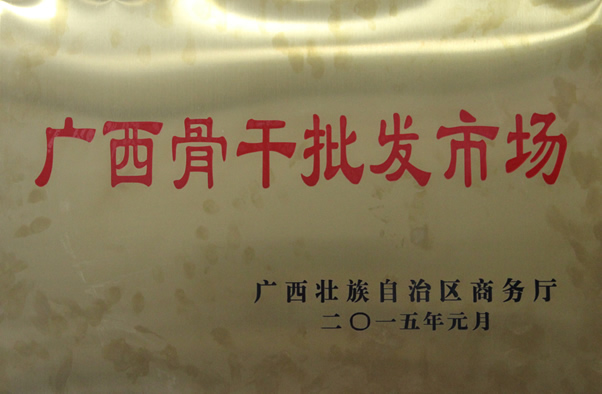 广西骨干批发市场
广西壮族自治区商务厅
二〇一五年元月